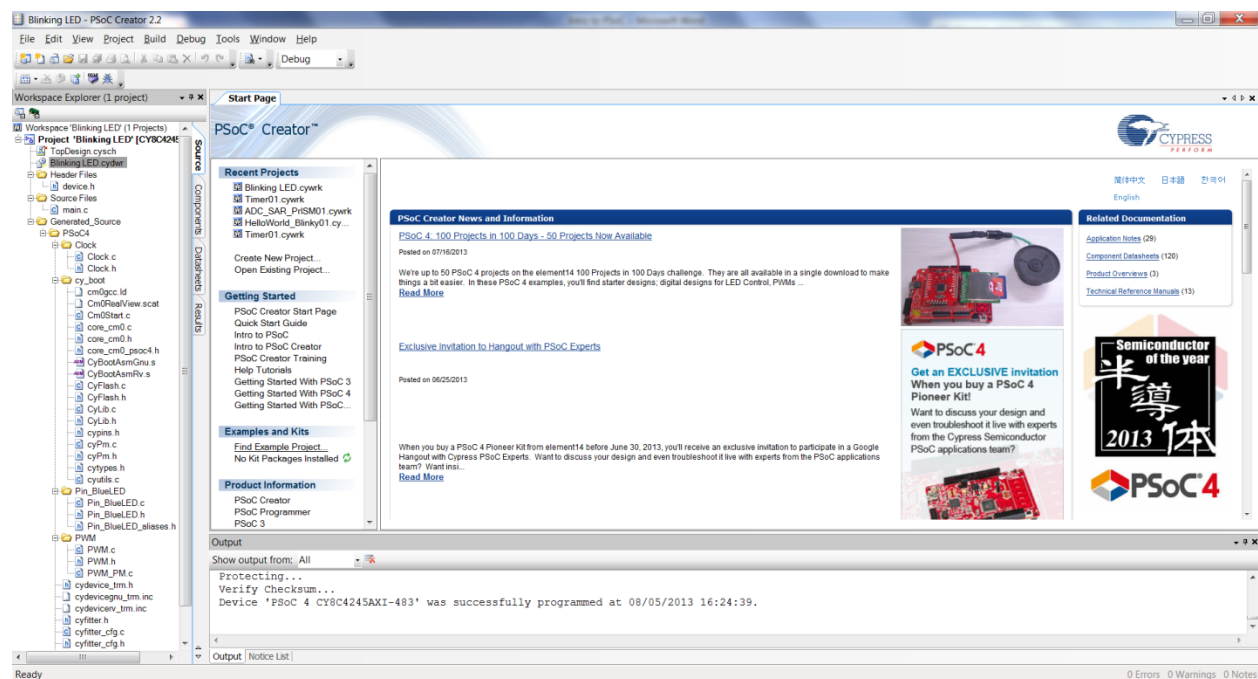 Blinking LED - PSoC Creator 2.2
File Edit View Project Build Debug Tools Window Help
Debug
Workspace Explorer (1 project)
Workspace 'Blinking LED' (1 Projects)
Project 'Blinking LED' [CY8C4245
TopDesign.cysch
Blinking LED.cydwr
Header Files
device.h
Source Files
main.c
Generated_Source
PSoC4
Clock
Clock.c
Clock.h
cy_boot
cm0gcc.ld
Cm0RealView.scat
Cm0Start.c
core_cm0.c
core_cm0.h
core_cm0_psoc4.h
CyBootAsmGnu.s
CyBootAsmRv.s
CyFlash.c
CyFlash.h
CyLib.c
CyLib.h
cypins.h
cyPm.c
cyPm.h
cytypes.h
cyutils.c
Pin_BlueLED
Pin_BlueLED.c
Pin_BlueLED.h
Pin_BlueLED_aliases.h
PWM
PWM.c
PWM.h
PWM_PM.c
cydevice_trm.h
cydevicegnu_trm.inc
cydevicerv_trm.inc
cyfitter.h
cyfitter_cfg.c
cyfitter_cfg.h
Source
Components
Datasheets
Results
Start Page
PSoC® Creator™
CYPRESS
PERFORM
Recent Projects
Blinking LED.cywrk
Timer01.cywrk
ADC_SAR_PrISM01.cywrk
HelloWorld_Blinky01.cy...
Timer01.cywrk
Create New Project...
Open Existing Project...
Getting Started
PSoC Creator Start Page
Quick Start Guide
Intro to PSoC
Intro to PSoC Creator
PSoC Creator Training
Help Tutorials
Getting Started With PSoC 3
Getting Started With PSoC 4
Getting Started With PSoC...
Examples and Kits
Find Example Project...
No Kit Packages Installed
Product Information
PSoC Creator
PSoC Programmer
PSoC 3
简体中文 日本語 한국어
English
PSoC Creator News and Information
PSoC 4: 100 Projects in 100 Days - 50 Projects Now Available
Posted on 07/16/2013
We're up to 50 PSoC 4 projects on the element14 100 Projects in 100 Days challenge. They are all available in a single download to make
things a bit easier. In these PSoC 4 examples, you'll find starter designs; digital designs for LED Control, PWMs ...
Read More
Exclusive Invitation to Hangout with PSoC Experts
Posted on 06/25/2013
When you buy a PSoC 4 Pioneer Kit from element14 before June 30, 2013, you'll receive an exclusive invitation to participate in a Google
Hangout with Cypress PSoC Experts. Want to discuss your design and even troubleshoot it live with experts from the PSoC applications
team? Want insi...
Read More
PSoC 4
Get an EXCLUSIVE invitation
When you buy a PSoC 4
Pioneer Kit!
Want to discuss your design and
even troubleshoot it live with experts
from the Cypress Semiconductor
PSoC applications team?
Related Documentation
Application Notes (29)
Component Datasheets (120)
Product Overviews (3)
Technical Reference Manuals (13)
Semiconductor
of the year
半導体
2013
PSoC 4
Output
Show output from: All
Protecting...
Verify Checksum...
Device 'PSoC 4 CY8C4245AXI-483' was successfully programmed at 08/05/2013 16:24:39.
Output Notice List
Ready
0 Errors 0 Warnings 0 Notes